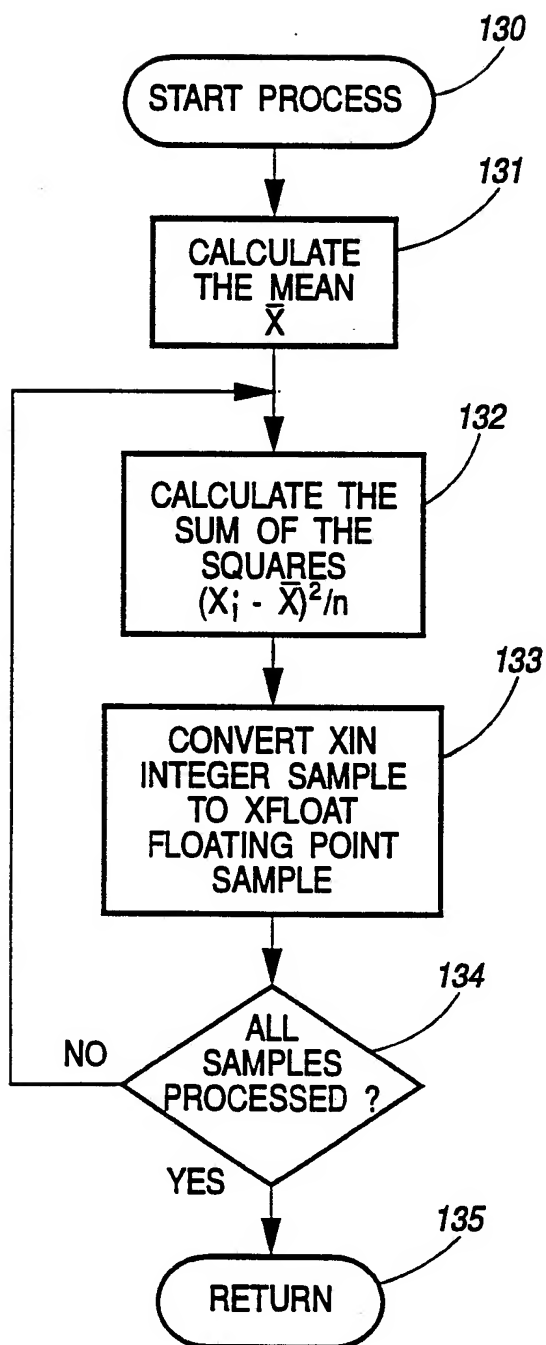 130
START PROCESS
131
CALCULATE
THE MEAN
X̅
132
CALCULATE THE
SUM OF THE
SQUARES
(Xi - X̅)²/n
133
CONVERT XIN
INTEGER SAMPLE
TO XFLOAT
FLOATING POINT
SAMPLE
134
ALL
SAMPLES
PROCESSED ?
NO
YES
135
RETURN